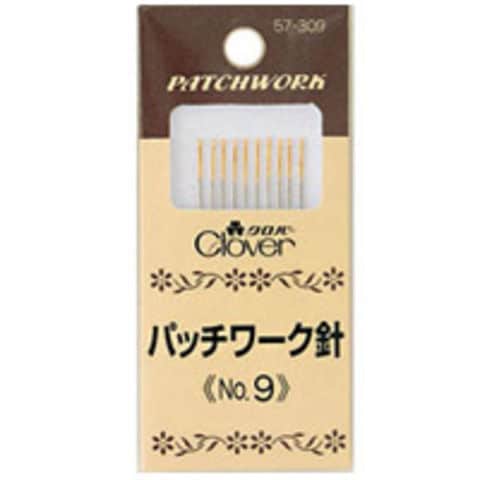 57-309
PATCHWORK
クロバー
Clover
パッチワーク針
《No.9》